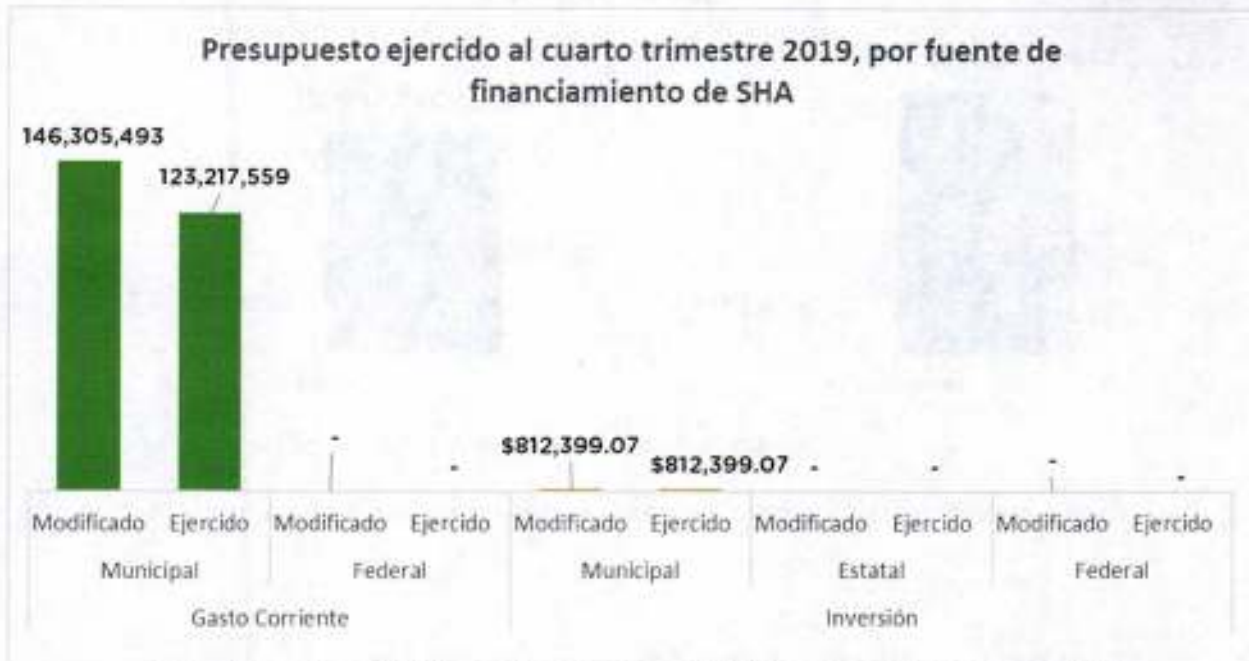 Presupuesto ejercido al cuarto trimestre 2019, por fuente de
financiamiento de SHA
146,305,493
123,217,559
-
-
$812,399.07
$812,399.07
-
-
-
-
Modificado Ejercido Modificado Ejercido Modificado Ejercido Modificado Ejercido Modificado Ejercido
Municipal Federal Municipal Estatal Federal
Gasto Corriente Inversión